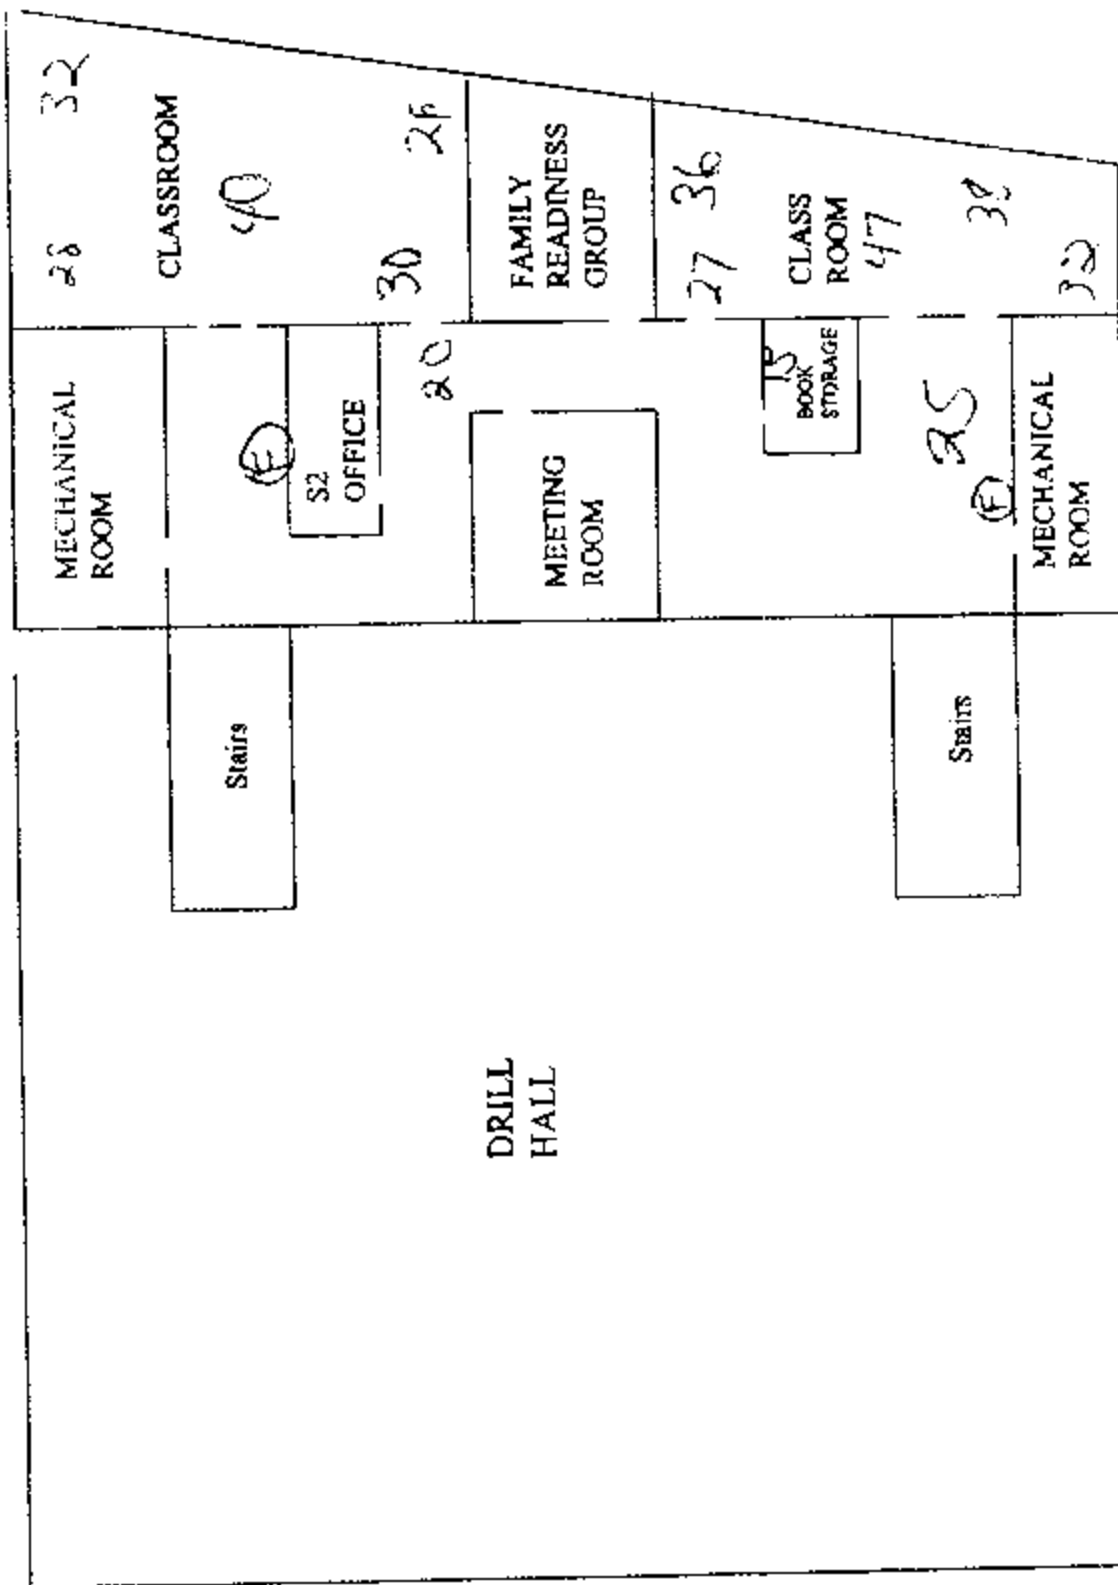 32
28
CLASSROOM
40
30
FAMILY
READINESS
GROUP
36
27
CLASS
ROOM
47
38
32
MECHANICAL
ROOM
E
S2
OFFICE
20
MEETING
ROOM
15
BOOK
STORAGE
25
F
MECHANICAL
ROOM
Stairs
Stairs
DRILL
HALL